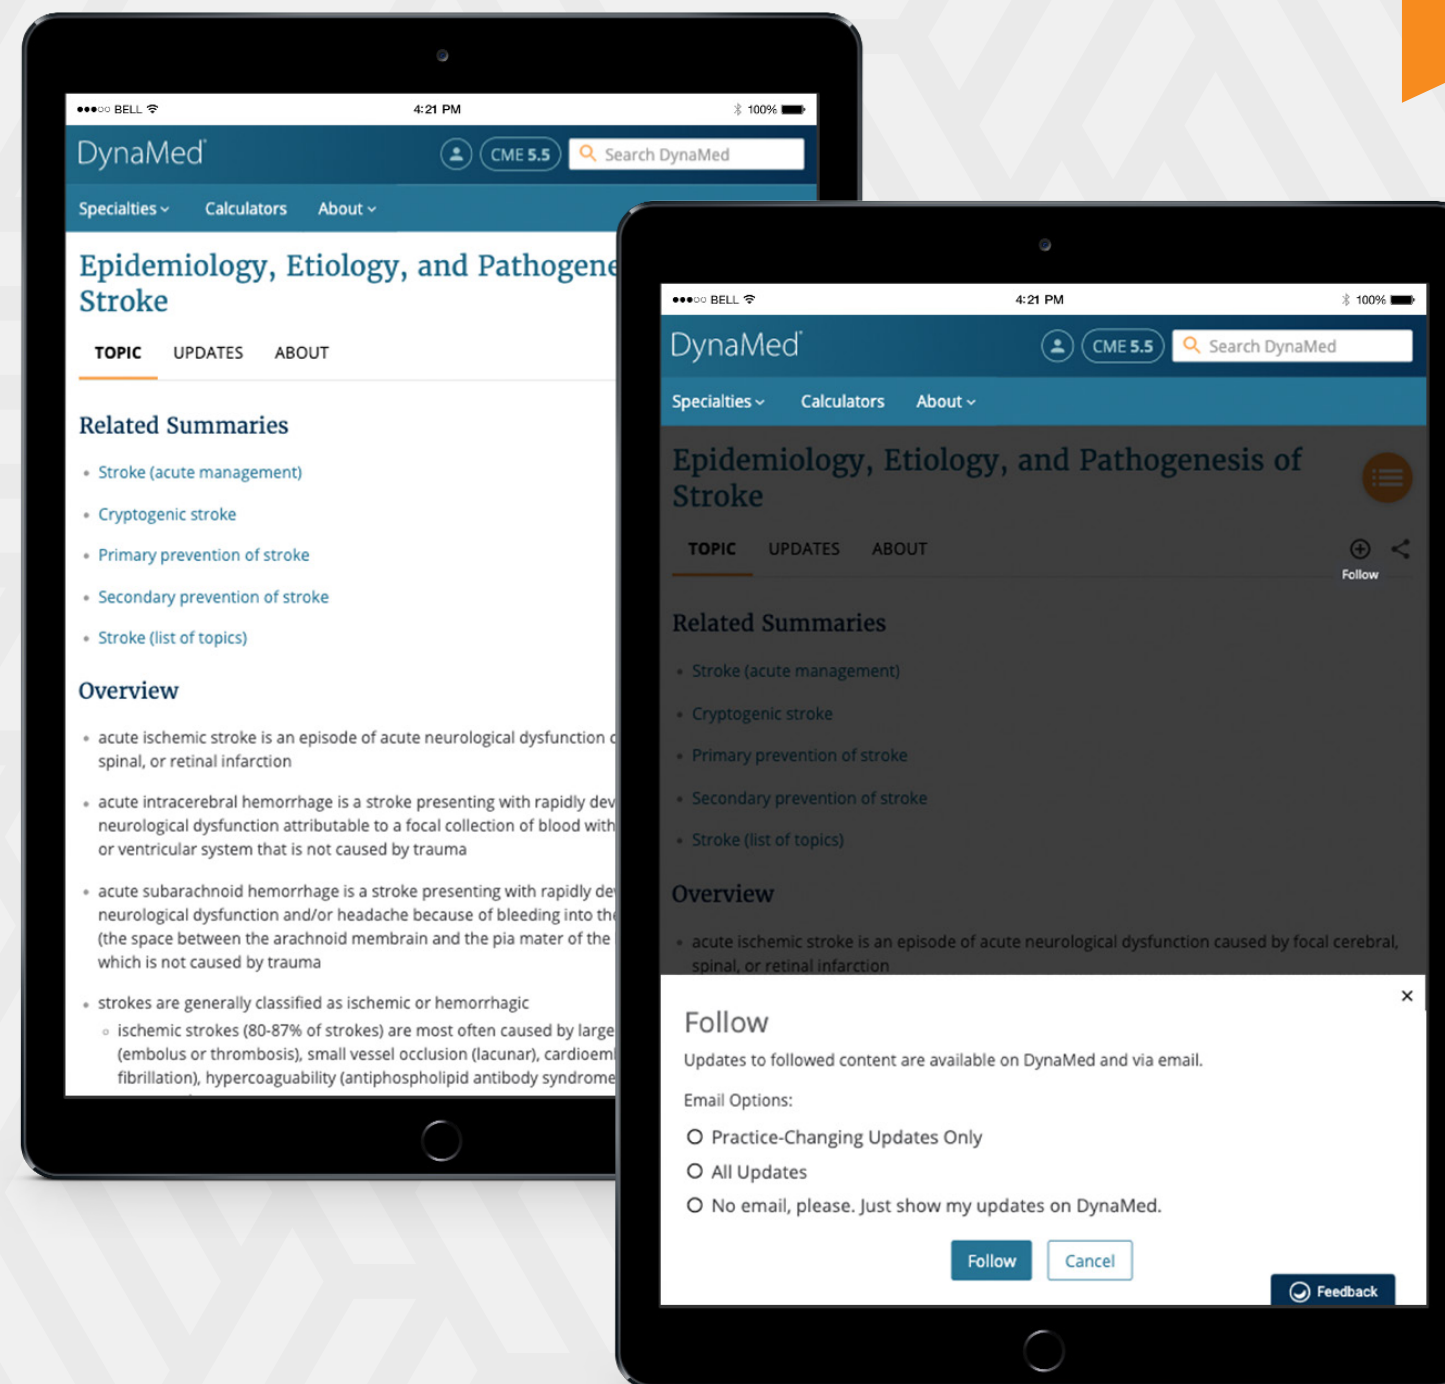 BELL
4:21 PM
100%
DynaMed
CME 5.5
Search DynaMed
Specialties
Calculators
About
Epidemiology, Etiology, and Pathogene
Stroke
TOPIC
UPDATES
ABOUT
Related Summaries
Stroke (acute management)
Cryptogenic stroke
Primary prevention of stroke
Secondary prevention of stroke
Stroke (list of topics)
Overview
acute ischemic stroke is an episode of acute neurological dysfunction
spinal, or retinal infarction
acute intracerebral hemorrhage is a stroke presenting with rapidly dev
neurological dysfunction attributable to a focal collection of blood with
or ventricular system that is not caused by trauma
acute subarachnoid hemorrhage is a stroke presenting with rapidly de
neurological dysfunction and/or headache because of bleeding into the
(the space between the arachnoid membrain and the pia mater of the
which is not caused by trauma
strokes are generally classified as ischemic or hemorrhagic
ischemic strokes (80-87% of strokes) are most often caused by large
(embolus or thrombosis), small vessel occlusion (lacunar), cardioem
fibrillation), hypercoaguability (antiphospholipid antibody syndrome
BELL
4:21 PM
100%
DynaMed
CME 5.5
Search DynaMed
Specialties
Calculators
About
Epidemiology, Etiology, and Pathogenesis of
Stroke
TOPIC
UPDATES
ABOUT
Follow
Related Summaries
Stroke (acute management)
Cryptogenic stroke
Primary prevention of stroke
Secondary prevention of stroke
Stroke (list of topics)
Overview
acute ischemic stroke is an episode of acute neurological dysfunction caused by focal cerebral,
spinal, or retinal infarction
Follow
Updates to followed content are available on DynaMed and via email.
Email Options:
Practice-Changing Updates Only
All Updates
No email, please. Just show my updates on DynaMed.
Follow
Cancel
Feedback